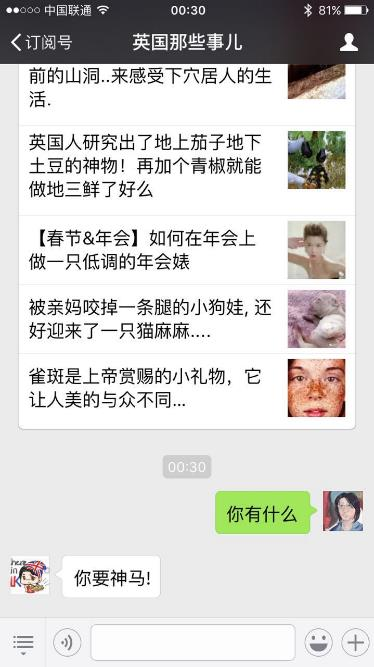 中国联通 00:30 81%
订阅号 英国那些事儿
前的山洞..来感受下穴居人的生
活.
英国人研究出了地上茄子地下
土豆的神物！再加个青椒就能
做地三鲜了好么
【春节&年会】如何在年会上
做一只低调的年会婊
被亲妈咬掉一条腿的小狗娃, 还
好迎来了一只猫麻麻....
雀斑是上帝赏赐的小礼物，它
让人美的与众不同...
00:30
你有什么
你要神马!